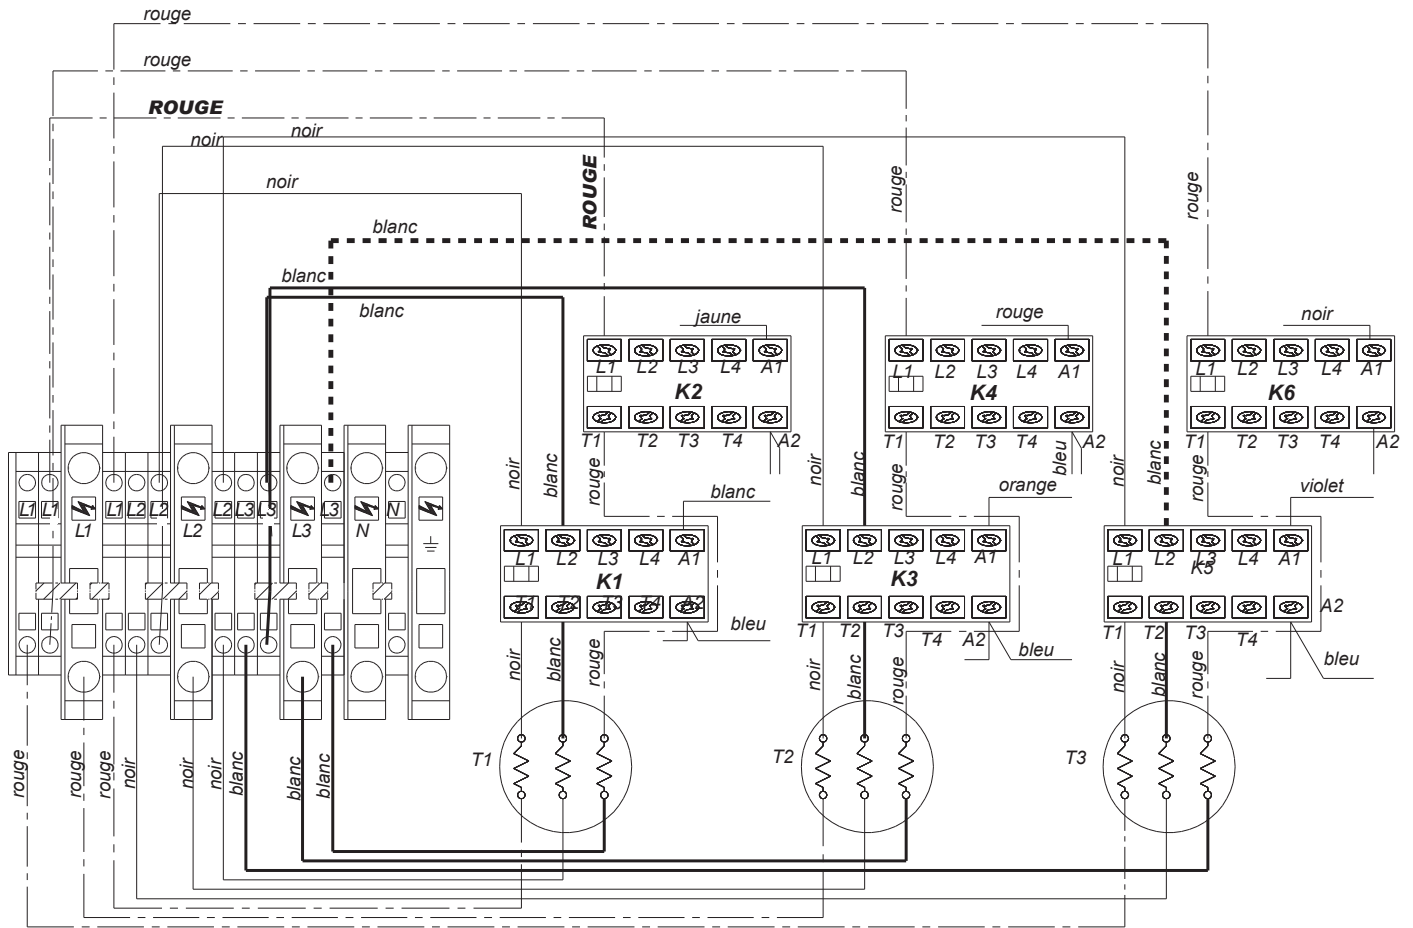 rouge
rouge
ROUGE
noir
noir
noir
ROUGE
rouge
rouge
blanc
blanc
blanc
jaune
rouge
noir
L1 L2 L3 L4 A1
K2
T1 T2 T3 T4 A2
L1 L2 L3 L4 A1
K4
T1 T2 T3 T4 A2
L1 L2 L3 L4 A1
K6
T1 T2 T3 T4 A2
noir
blanc
rouge
blanc
noir
blanc
rouge
bleu
orange
noir
blanc
rouge
violet
L1 L1 L1 L2 L2 L2 L3 L3 L3 N
L1 L2 L3 N
L1 L2 L3 L4 A1
K1
T1 T2 T3 T4 A2
bleu
L1 L2 L3 L4 A1
K3
T1 T2 T3 T4 A2
bleu
L1 L2 L3 L4 A1
K5
T1 T2 T3 T4 A2
bleu
noir
blanc
rouge
noir
blanc
rouge
noir
blanc
rouge
rouge
rouge
rouge
noir
noir
noir
blanc
blanc
blanc
T1
T2
T3